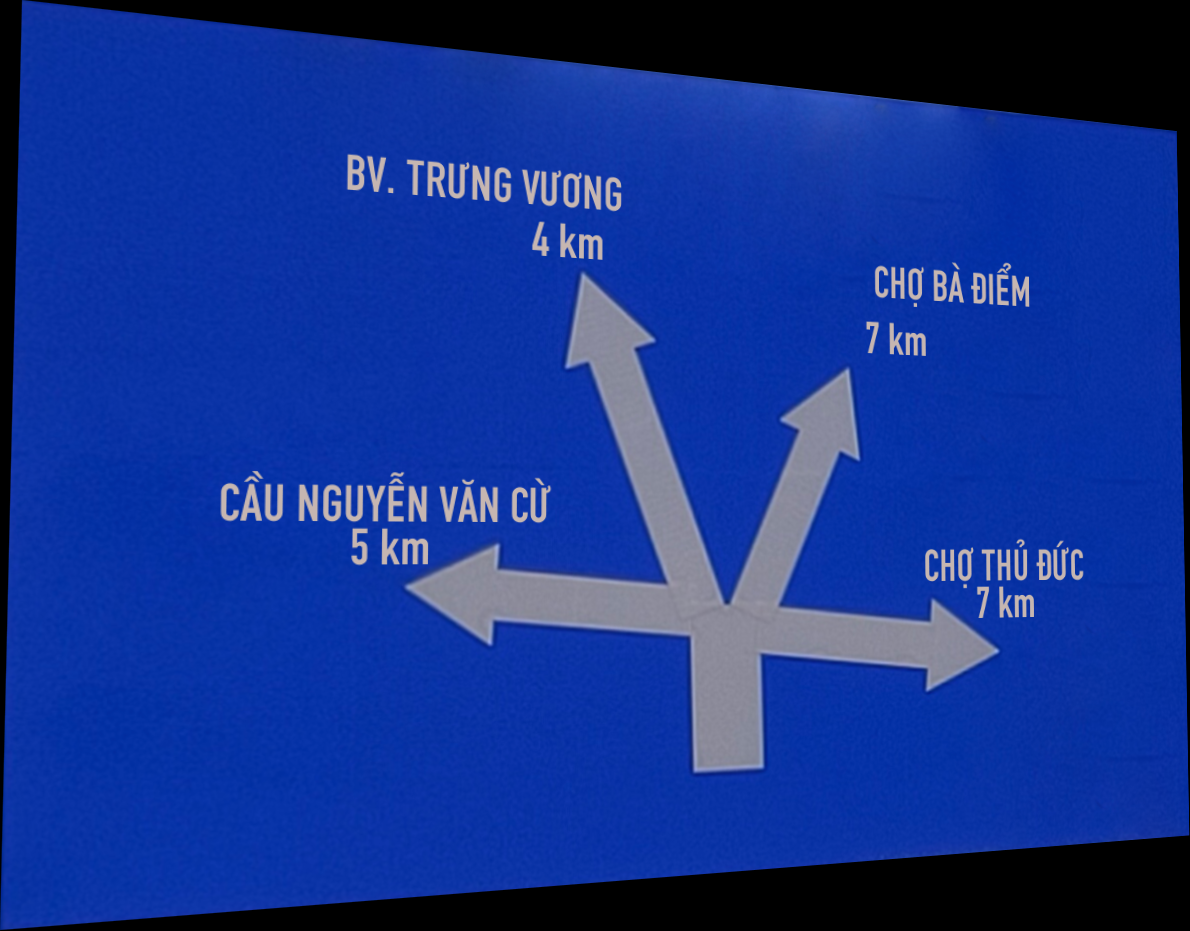 BV. TRƯNG VƯƠNG
4 km
CHỢ BÀ ĐIỂM
7 km
CẦU NGUYỄN VĂN CỪ
5 km
CHỢ THỦ ĐỨC
7 km